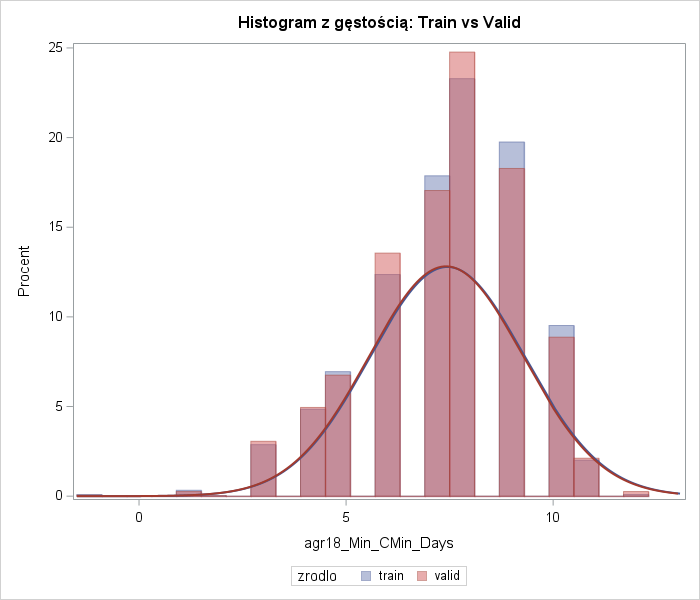 Histogram z gęstością: Train vs Valid
25
20
15
10
5
0
Procent
0 5 10
agr18_Min_CMin_Days
zrodlo train valid